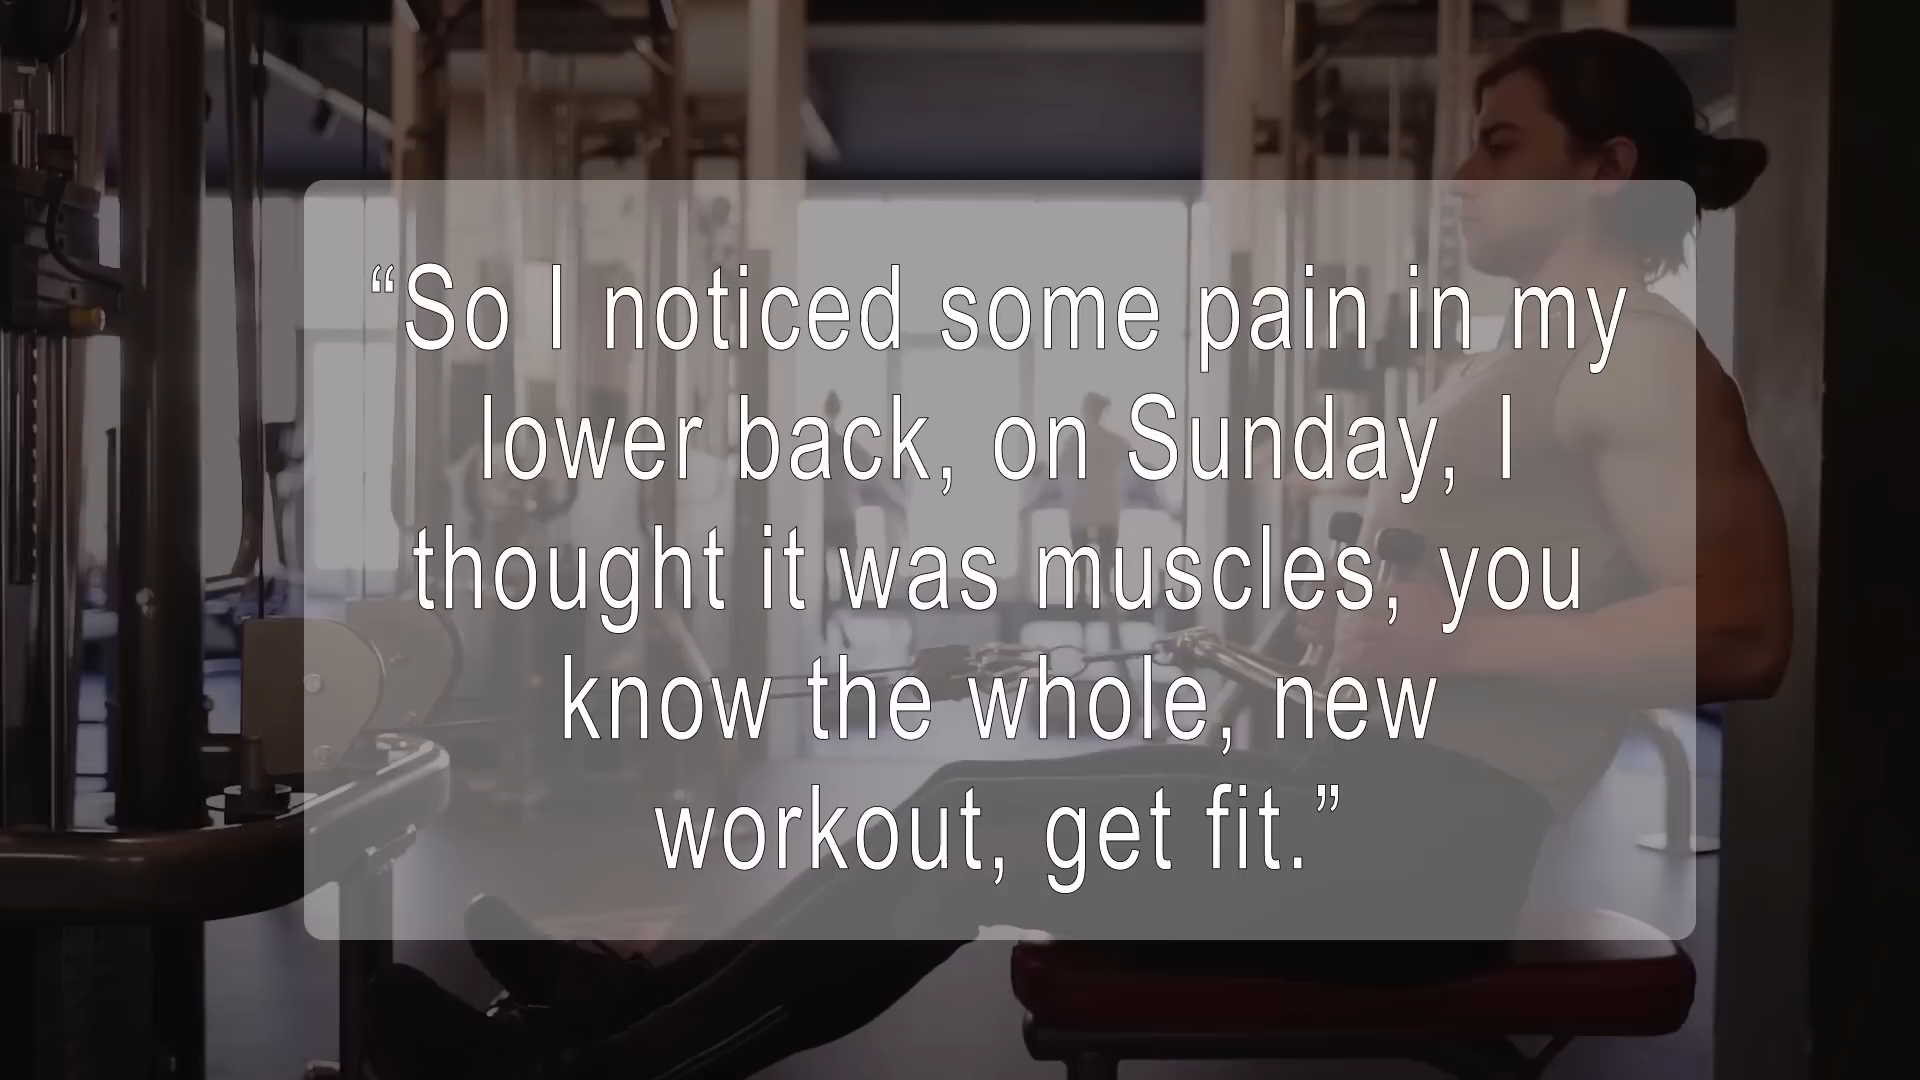 “So I noticed some pain in my
lower back, on Sunday, I
thought it was muscles, you
know the whole, new
workout, get fit.”